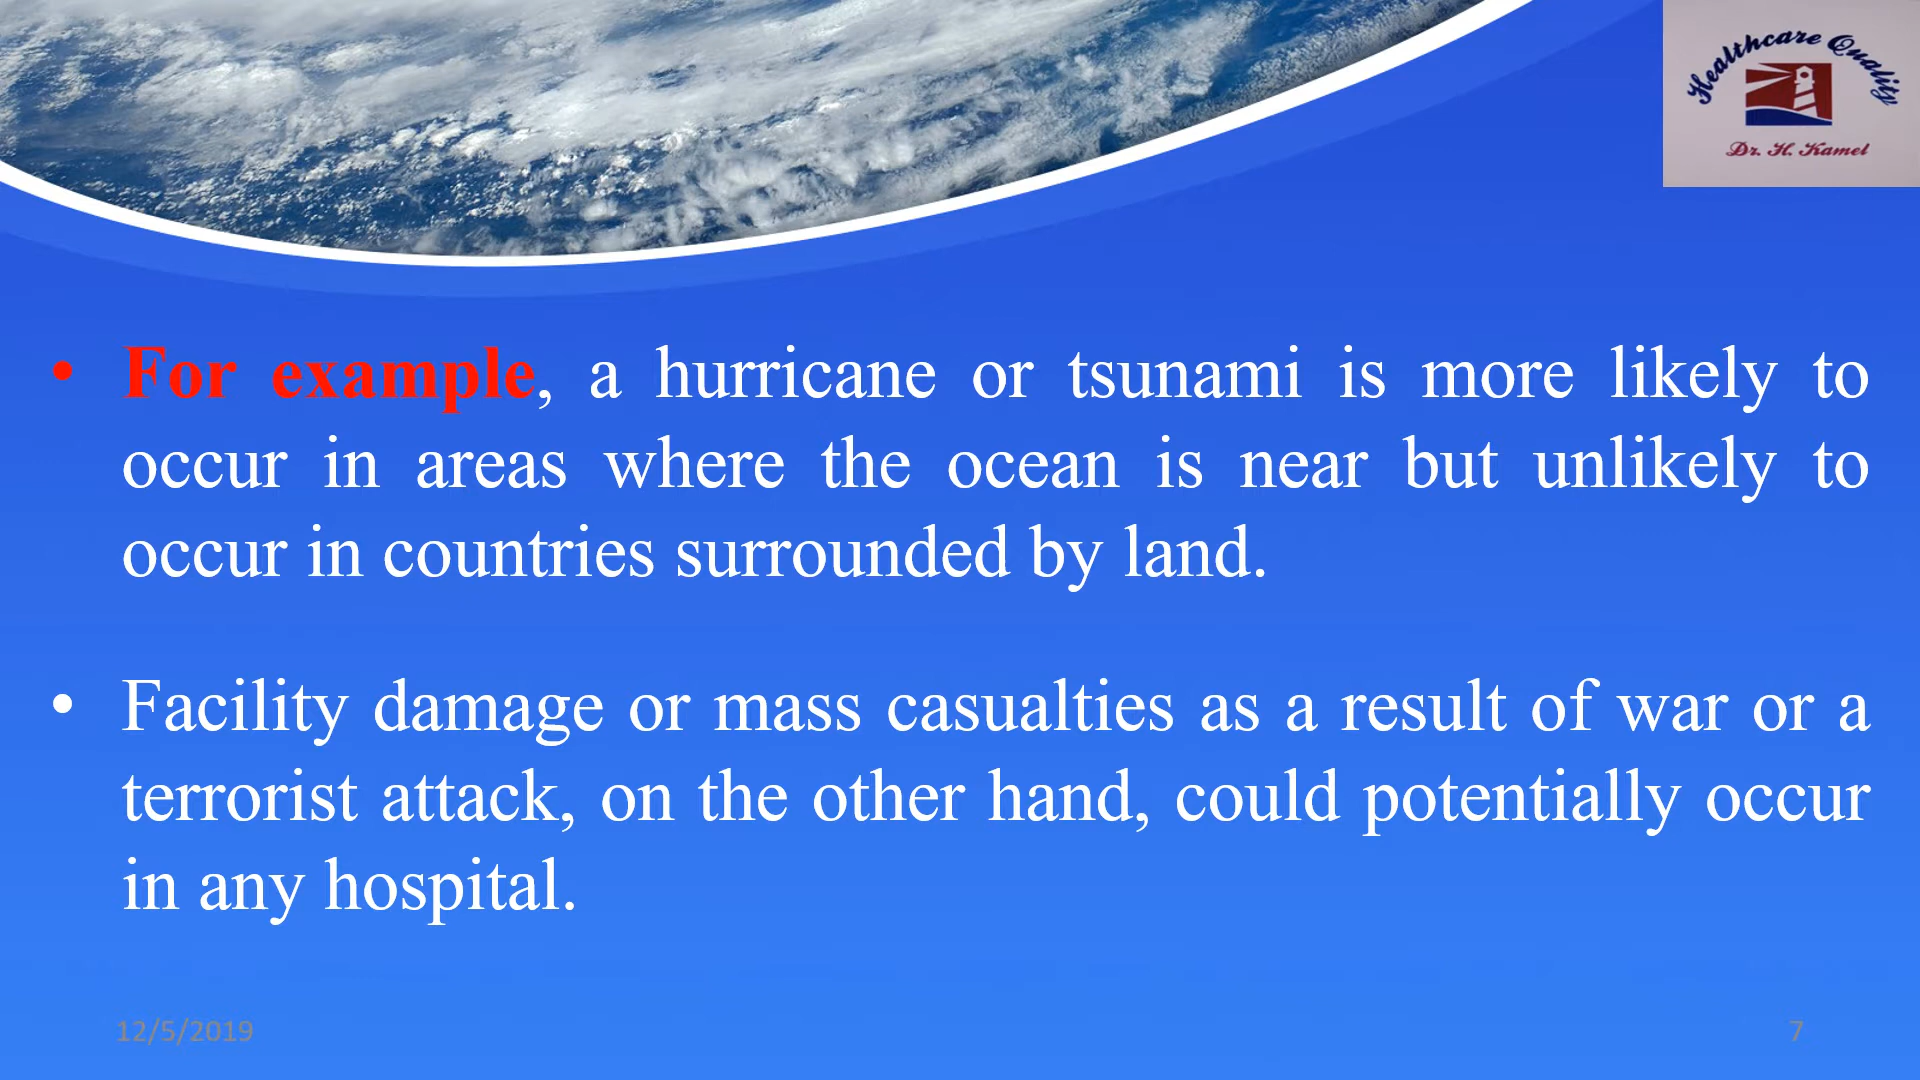 Healthcare Quality
Dr. H. Kamel
• For example, a hurricane or tsunami is more likely to
occur in areas where the ocean is near but unlikely to
occur in countries surrounded by land.
• Facility damage or mass casualties as a result of war or a
terrorist attack, on the other hand, could potentially occur
in any hospital.
12/5/2019
7